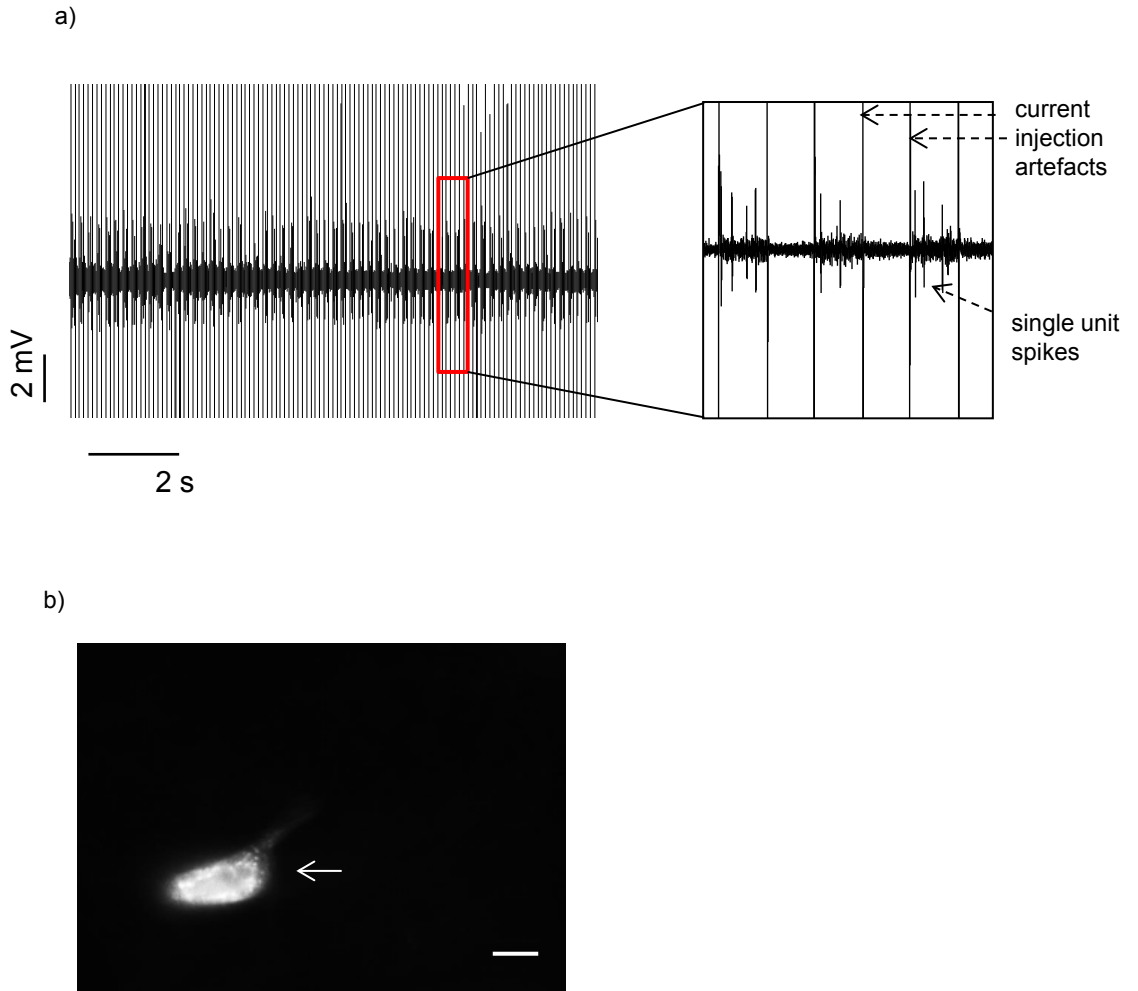 a)
current
injection
artefacts
single unit
spikes
2 mV
2 s
b)